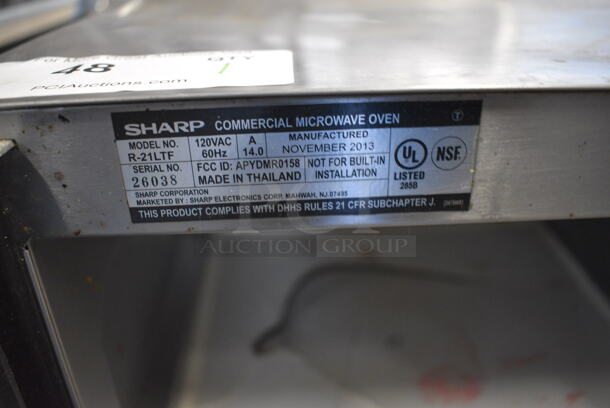 48
QTY
1
PCIAuctions.com
SHARP COMMERCIAL MICROWAVE OVEN
MODEL NO. R-21LTF
120VAC 60Hz
A 14.0
MANUFACTURED NOVEMBER 2013
SERIAL NO. 26038
FCC ID: APYDMR0158
MADE IN THAILAND
NOT FOR BUILT-IN INSTALLATION
UL
LISTED
285B
NSF
SHARP CORPORATION
MARKETED BY : SHARP ELECTRONICS CORP. MAHWAH, NJ.07495
THIS PRODUCT COMPLIES WITH DHHS RULES 21 CFR SUBCHAPTER J.
AUCTION GROUP